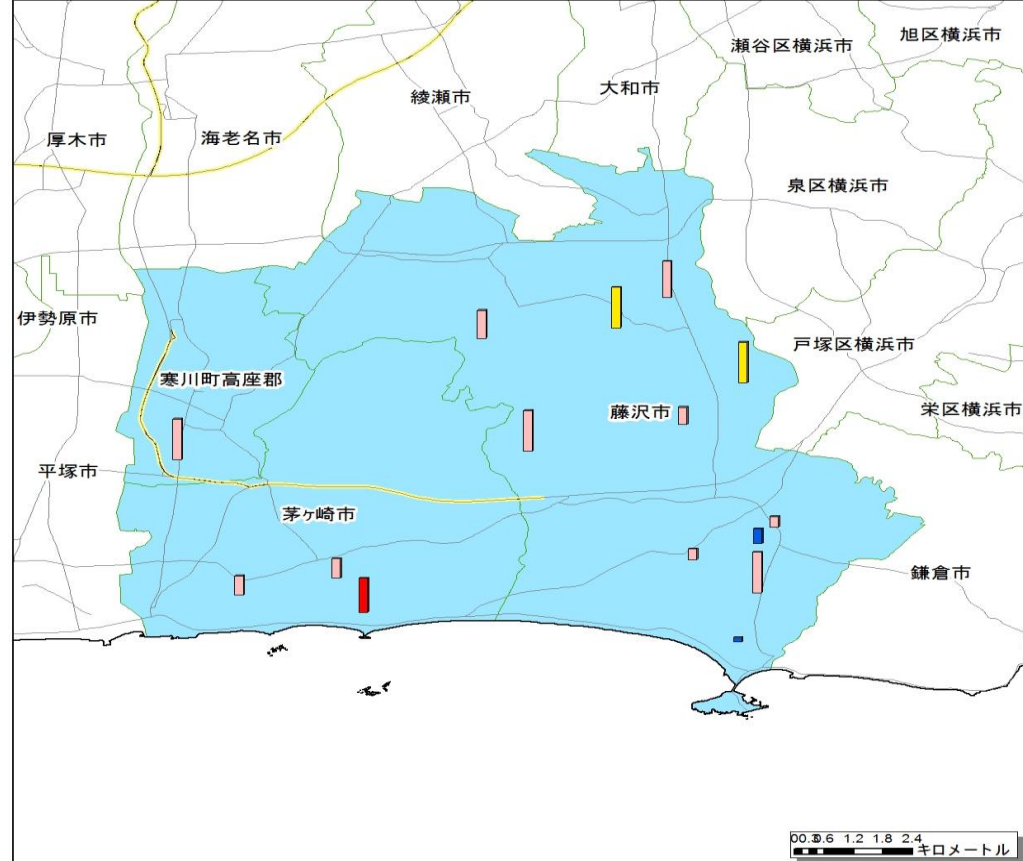 旭区横浜市
瀬谷区横浜市
大和市
綾瀬市
海老名市
厚木市
泉区横浜市
伊勢原市
戸塚区横浜市
寒川町高座郡
藤沢市
栄区横浜市
平塚市
茅ヶ崎市
鎌倉市
00.30.6 1.2 1.8 2.4
キロメートル